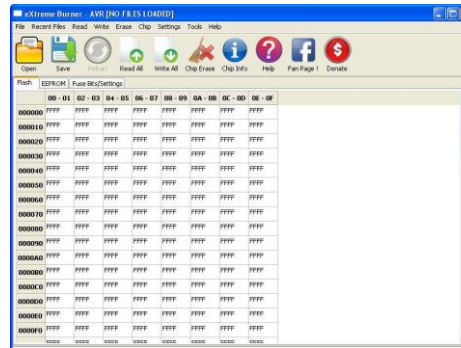 eXtreme Burner - AVR [NO FILES LOADED]
File Recent Files Read Write Erase Chip Settings Tools Help
Open Save Reload Read All Write All Chip Erase Chip Info Help Fan Page ! Donate
Flash EEPROM Fuse Bits/Settings
00 - 01 02 - 03 04 - 05 06 - 07 08 - 09 0A - 0B 0C - 0D 0E - 0F
000000 FFFF FFFF FFFF FFFF FFFF FFFF FFFF FFFF
000010 FFFF FFFF FFFF FFFF FFFF FFFF FFFF FFFF
000020 FFFF FFFF FFFF FFFF FFFF FFFF FFFF FFFF
000030 FFFF FFFF FFFF FFFF FFFF FFFF FFFF FFFF
000040 FFFF FFFF FFFF FFFF FFFF FFFF FFFF FFFF
000050 FFFF FFFF FFFF FFFF FFFF FFFF FFFF FFFF
000060 FFFF FFFF FFFF FFFF FFFF FFFF FFFF FFFF
000070 FFFF FFFF FFFF FFFF FFFF FFFF FFFF FFFF
000080 FFFF FFFF FFFF FFFF FFFF FFFF FFFF FFFF
000090 FFFF FFFF FFFF FFFF FFFF FFFF FFFF FFFF
0000A0 FFFF FFFF FFFF FFFF FFFF FFFF FFFF FFFF
0000B0 FFFF FFFF FFFF FFFF FFFF FFFF FFFF FFFF
0000C0 FFFF FFFF FFFF FFFF FFFF FFFF FFFF FFFF
0000D0 FFFF FFFF FFFF FFFF FFFF FFFF FFFF FFFF
0000E0 FFFF FFFF FFFF FFFF FFFF FFFF FFFF FFFF
0000F0 FFFF FFFF FFFF FFFF FFFF FFFF FFFF FFFF